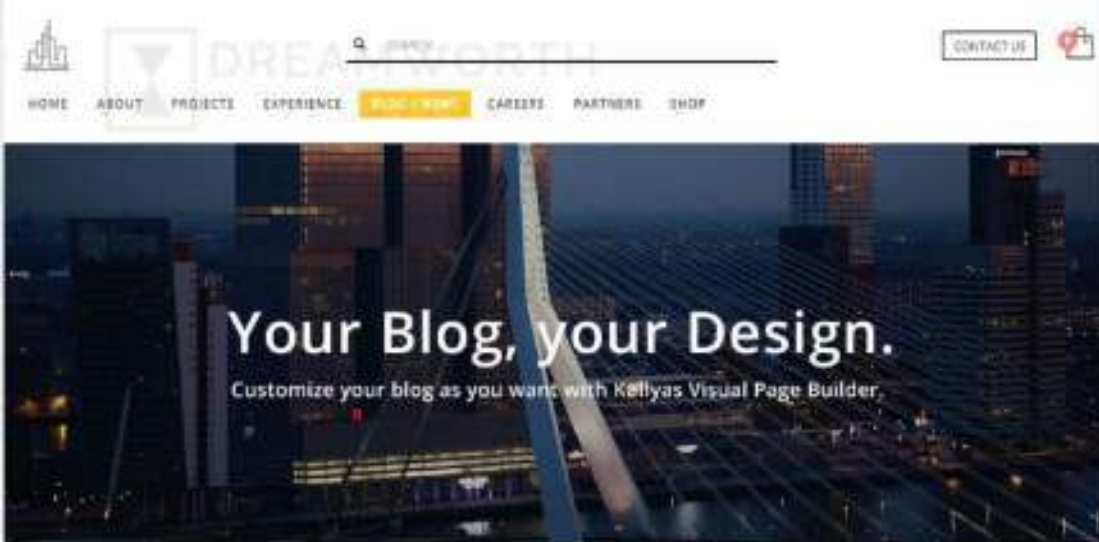 DREAMWORTH
Search
CONTACT US
HOME ABOUT PROJECTS EXPERIENCE BLOG / NEWS CAREERS PARTNERS SHOP
Your Blog, your Design.
Customize your blog as you want with Kallyas Visual Page Builder.